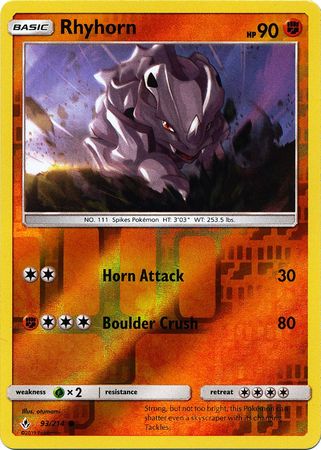 BASIC Rhyhorn HP 90
NO. 111 Spikes Pokémon HT: 3'03" WT: 253.5 lbs.
Horn Attack 30
Boulder Crush 80
weakness × 2 resistance retreat
Illus. otumami
Strong, but not too bright, this Pokémon can
shatter even a skyscraper with its charging
Tackles.
93/214
©2019 Pokémon